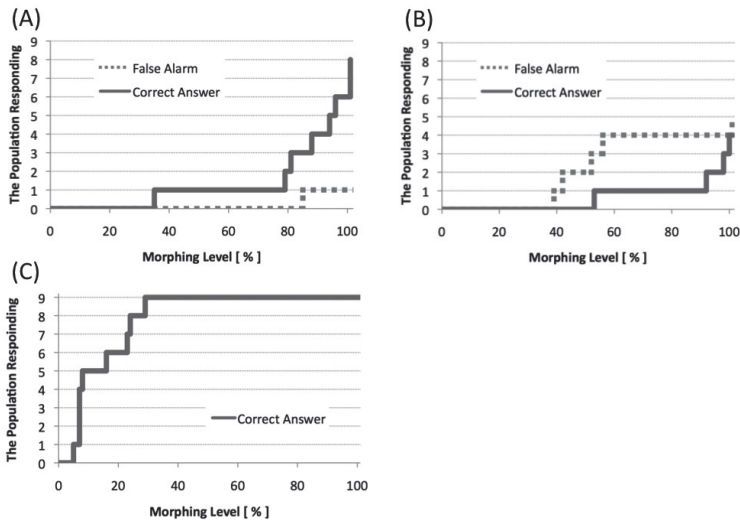 (A)
The Population Responding
9
8
7
6
5
4
3
2
1
0
False Alarm
Correct Answer
0 20 40 60 80 100
Morphing Level [ % ]
(B)
The Population Responding
9
8
7
6
5
4
3
2
1
0
False Alarm
Correct Answer
0 20 40 60 80 100
Morphing Level [ % ]
(C)
The Population Respoinding
9
8
7
6
5
4
3
2
1
0
Correct Answer
0 20 40 60 80 100
Morphing Level [ % ]